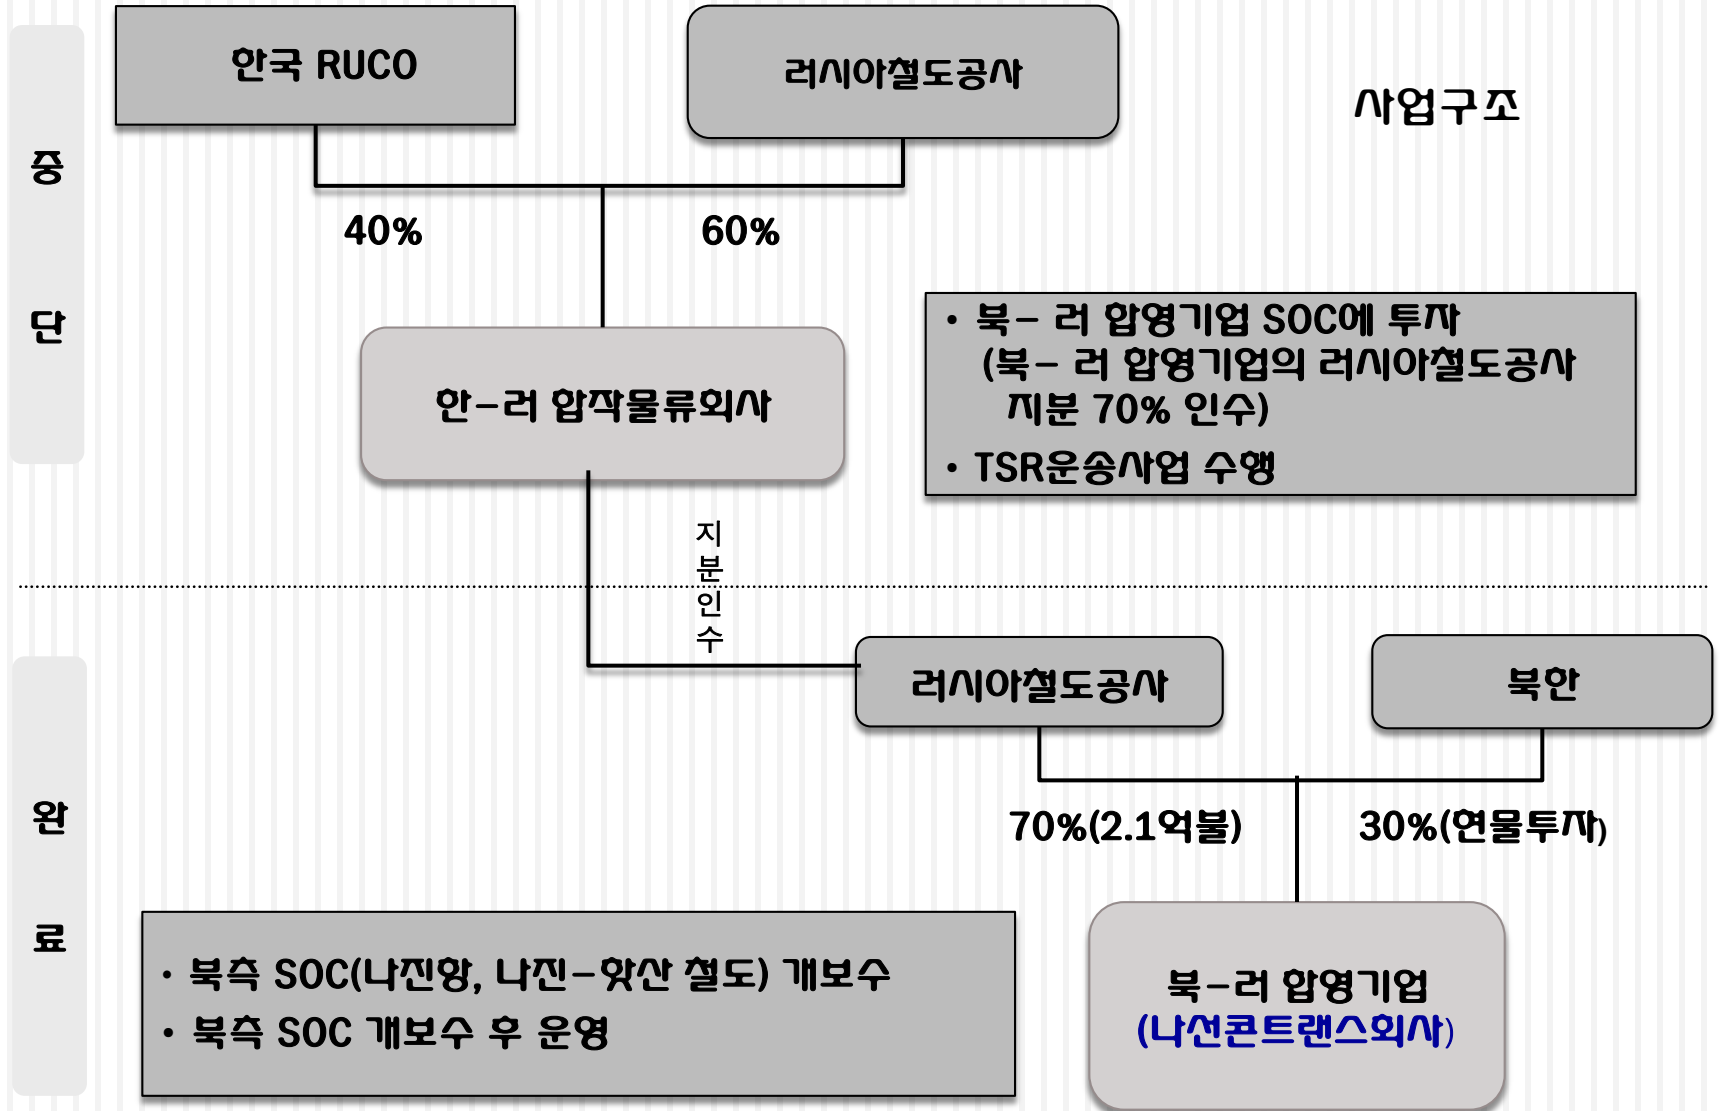 사업구조
중
단
한국 RUCO
러시아철도공사
40%
60%
한-러 합작물류회사
• 북- 러 합영기업 SOC에 투자
(북- 러 합영기업의 러시아철도공사
지분 70% 인수)
• TSR운송사업 수행
지
분
인
수
완
료
러시아철도공사
북한
70%(2.1억불)
30%(현물투자)
• 북측 SOC(나진항, 나진-핫산 철도) 개보수
• 북측 SOC 개보수 후 운영
북-러 합영기업
(나선콘트랜스회사)